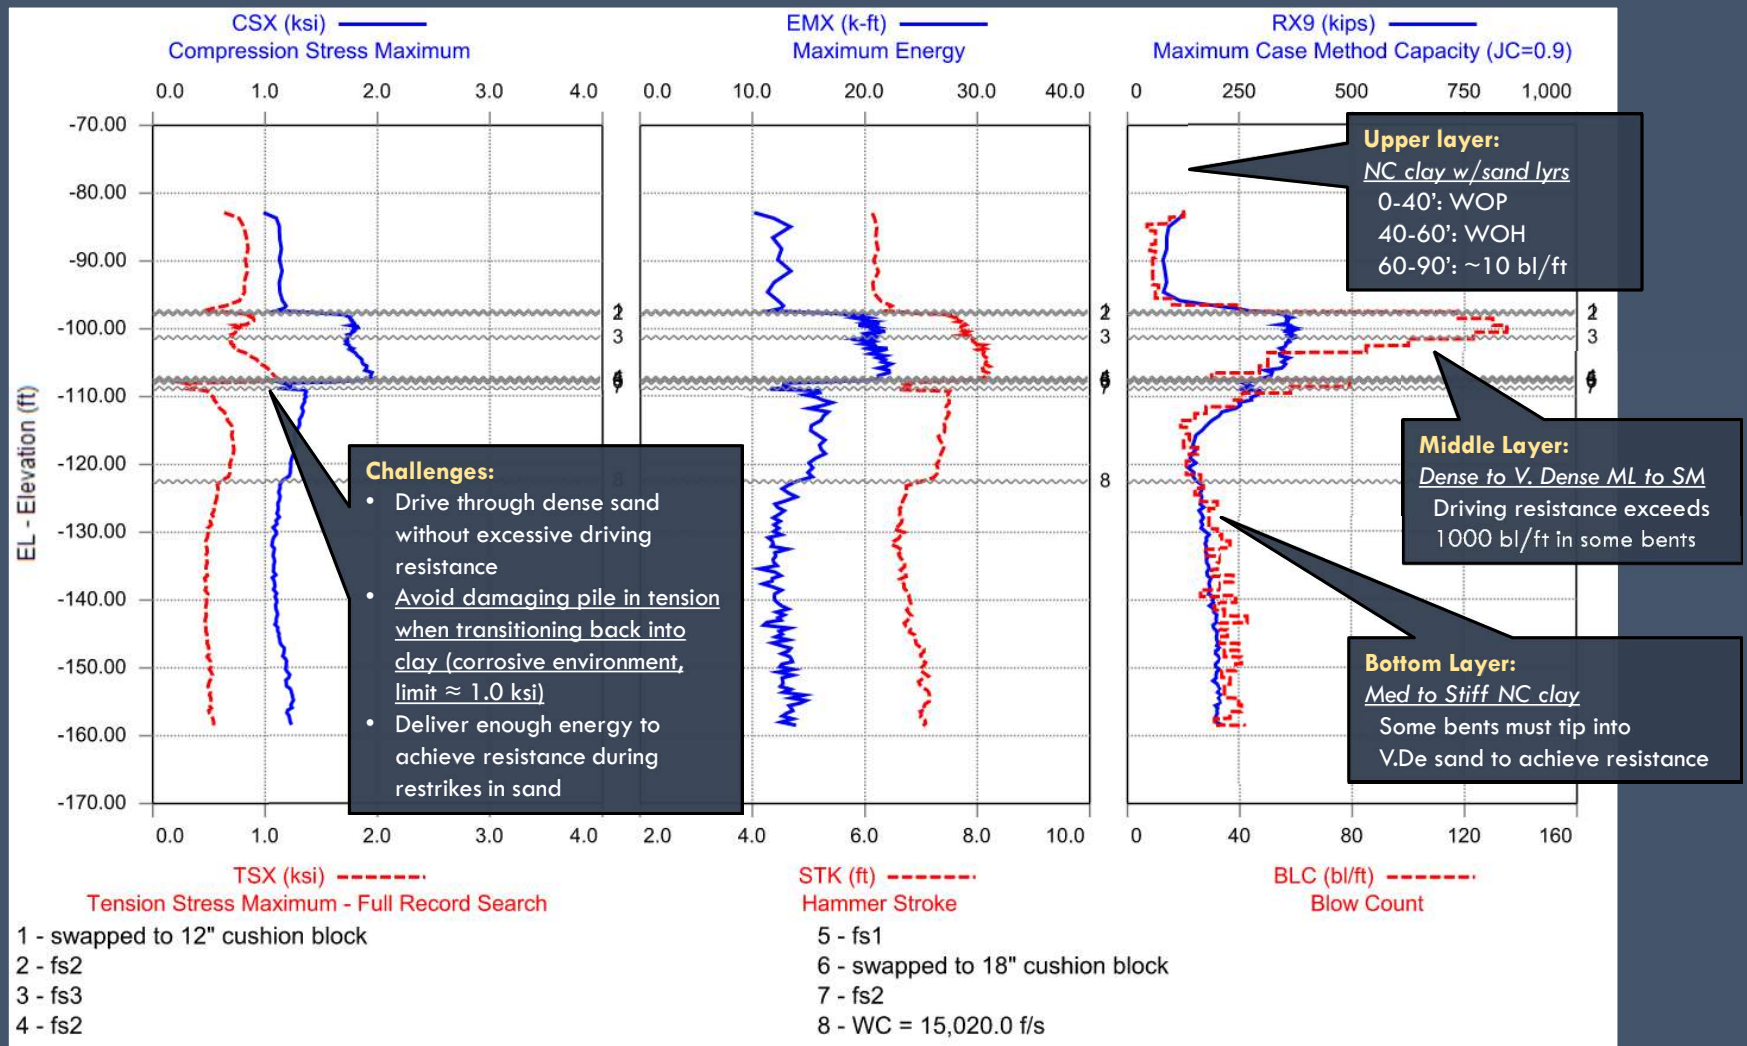 CSX (ksi)
Compression Stress Maximum
EMX (k-ft)
Maximum Energy
RX9 (kips)
Maximum Case Method Capacity (JC=0.9)
0.0 1.0 2.0 3.0 4.0
0.0 10.0 20.0 30.0 40.0
0 250 500 750 1,000
EL - Elevation (ft)
-70.00
-80.00
-90.00
-100.00
-110.00
-120.00
-130.00
-140.00
-150.00
-160.00
-170.00
3
7
8
3
7
8
3
7
8
Upper layer:
NC clay w/sand lyrs
0-40’: WOP
40-60’: WOH
60-90’: ~10 bl/ft
Middle Layer:
Dense to V. Dense ML to SM
Driving resistance exceeds
1000 bl/ft in some bents
Challenges:
• Drive through dense sand
without excessive driving
resistance
• Avoid damaging pile in tension
when transitioning back into
clay (corrosive environment,
limit ≈ 1.0 ksi)
• Deliver enough energy to
achieve resistance during
restrikes in sand
Bottom Layer:
Med to Stiff NC clay
Some bents must tip into
V.De sand to achieve resistance
0.0 1.0 2.0 3.0 4.0
2.0 4.0 6.0 8.0 10.0
0 40 80 120 160
TSX (ksi)
Tension Stress Maximum - Full Record Search
STK (ft)
Hammer Stroke
BLC (bl/ft)
Blow Count
1 - swapped to 12" cushion block
2 - fs2
3 - fs3
4 - fs2
5 - fs1
6 - swapped to 18" cushion block
7 - fs2
8 - WC = 15,020.0 f/s